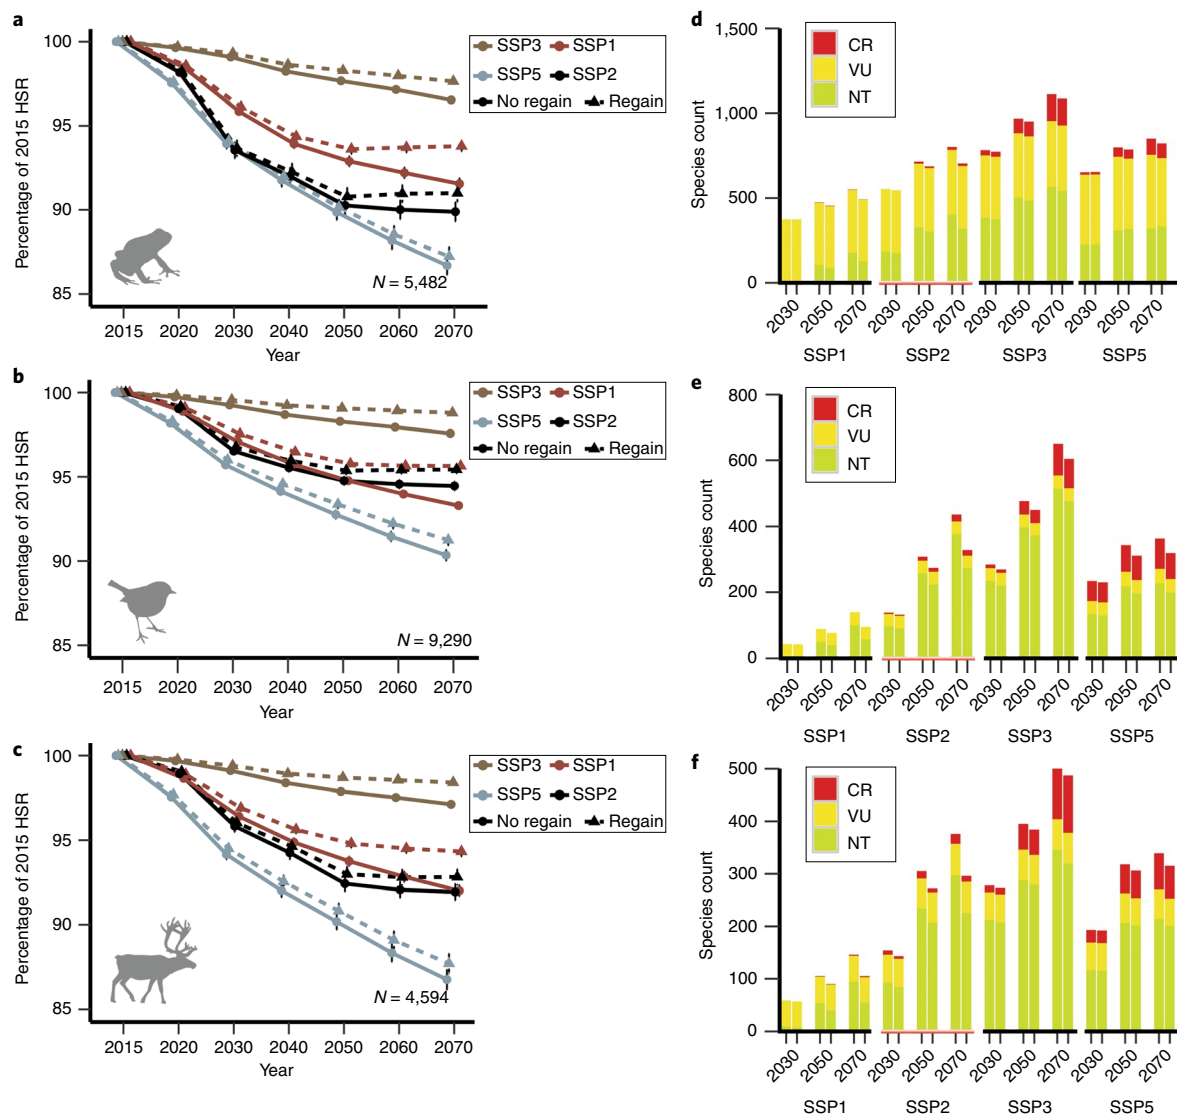 a
Percentage of 2015 HSR
100
95
90
85
SSP3 SSP1
SSP5 SSP2
No regain Regain
N = 5,482
2015 2020 2030 2040 2050 2060 2070
Year
b
Percentage of 2015 HSR
100
95
90
85
SSP3 SSP1
SSP5 SSP2
No regain Regain
N = 9,290
2015 2020 2030 2040 2050 2060 2070
Year
c
Percentage of 2015 HSR
100
95
90
85
SSP3 SSP1
SSP5 SSP2
No regain Regain
N = 4,594
2015 2020 2030 2040 2050 2060 2070
Year
d
Species count
1,500
1,000
500
0
CR
VU
NT
2030 2050 2070 2030 2050 2070 2030 2050 2070 2030 2050 2070
SSP1 SSP2 SSP3 SSP5
e
Species count
800
600
400
200
0
CR
VU
NT
2030 2050 2070 2030 2050 2070 2030 2050 2070 2030 2050 2070
SSP1 SSP2 SSP3 SSP5
f
Species count
500
400
300
200
100
0
CR
VU
NT
2030 2050 2070 2030 2050 2070 2030 2050 2070 2030 2050 2070
SSP1 SSP2 SSP3 SSP5